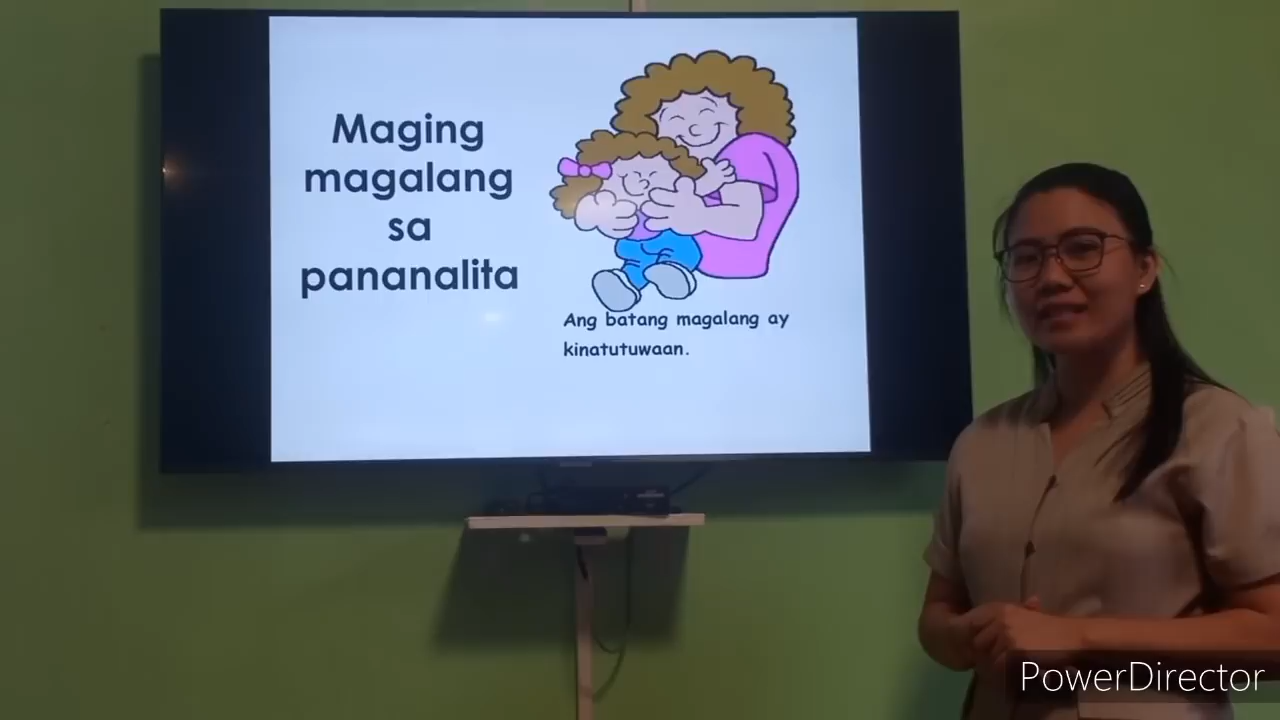 Maging
magalang
sa
pananalita
Ang batang magalang ay
kinatutuwaan.
PowerDirector